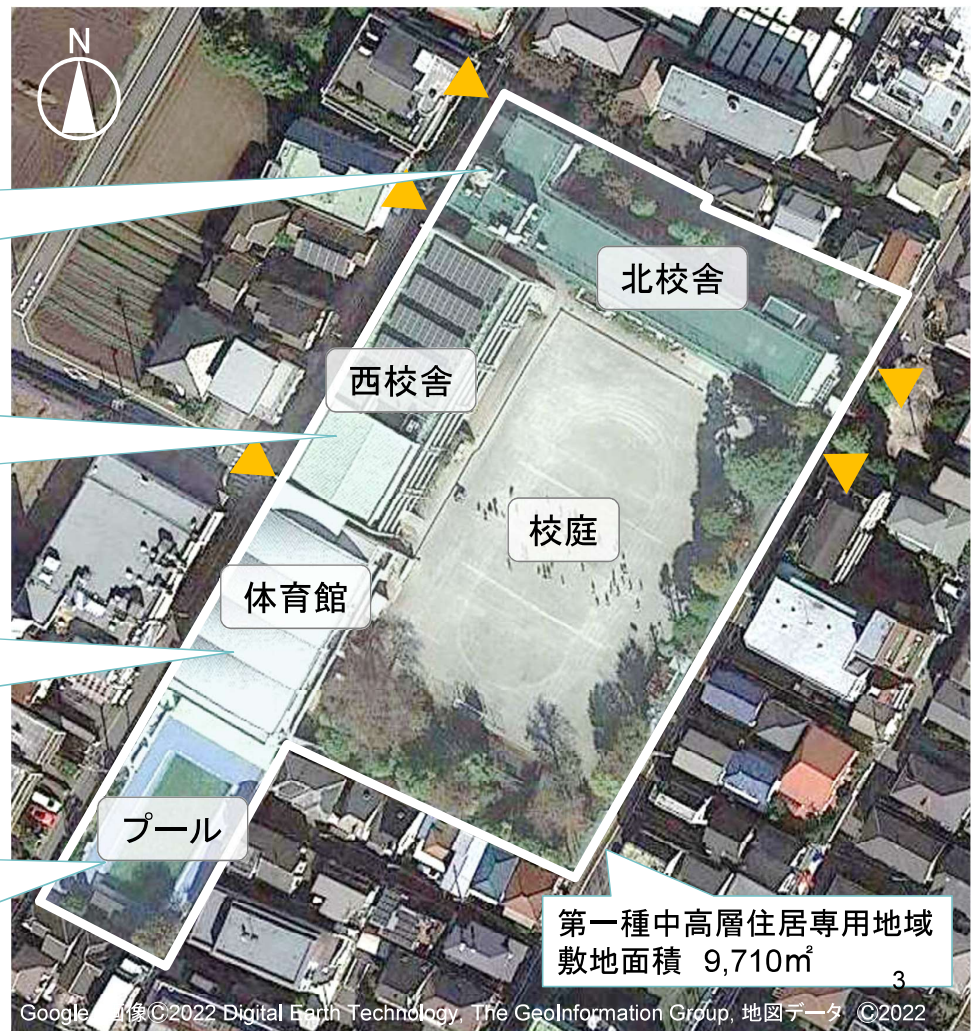 N
北校舎
西校舎
校庭
体育館
プール
第一種中高層住居専用地域
敷地面積 9,710㎡
3
Google 画像©2022 Digital Earth Technology, The GeoInformation Group, 地図データ ©2022